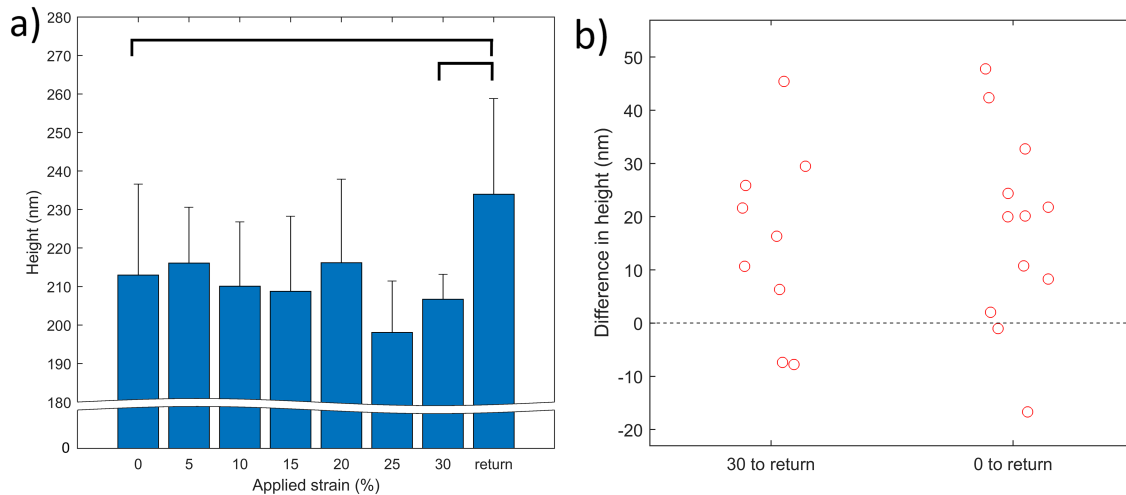 a)
280
270
260
250
240
230
220
210
200
190
180
0
Height (nm)
0 5 10 15 20 25 30 return
Applied strain (%)
b)
50
40
30
20
10
0
-10
-20
Difference in height (nm)
30 to return 0 to return